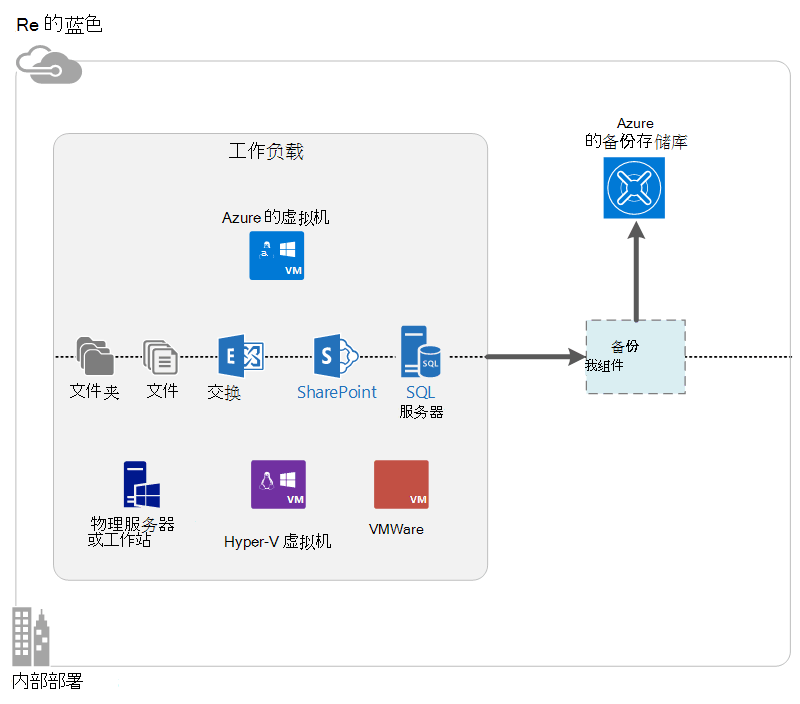 Re 的蓝色
工作负载
Azure
的备份存储库
Azure 的虚拟机
VM
E
S
SQL
备份
我组件
文件夹
文件
交换
SharePoint
SQL
服务器
VM
VM
物理服务器
或工作站
Hyper-V 虚拟机
VMWare
内部部署